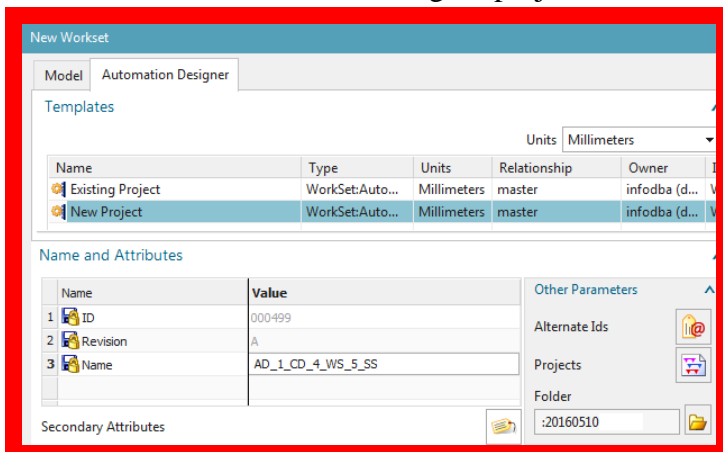 New Workset
Model Automation Designer
Templates
Units Millimeters
Name Type Units Relationship Owner
Existing Project WorkSet:Auto... Millimeters master infodba (d...
New Project WorkSet:Auto... Millimeters master infodba (d...
Name and Attributes
Name Value
1 ID 000499
2 Revision A
3 Name AD_1_CD_4_WS_5_SS
Other Parameters
Alternate Ids
Projects
Folder
:20160510
Secondary Attributes